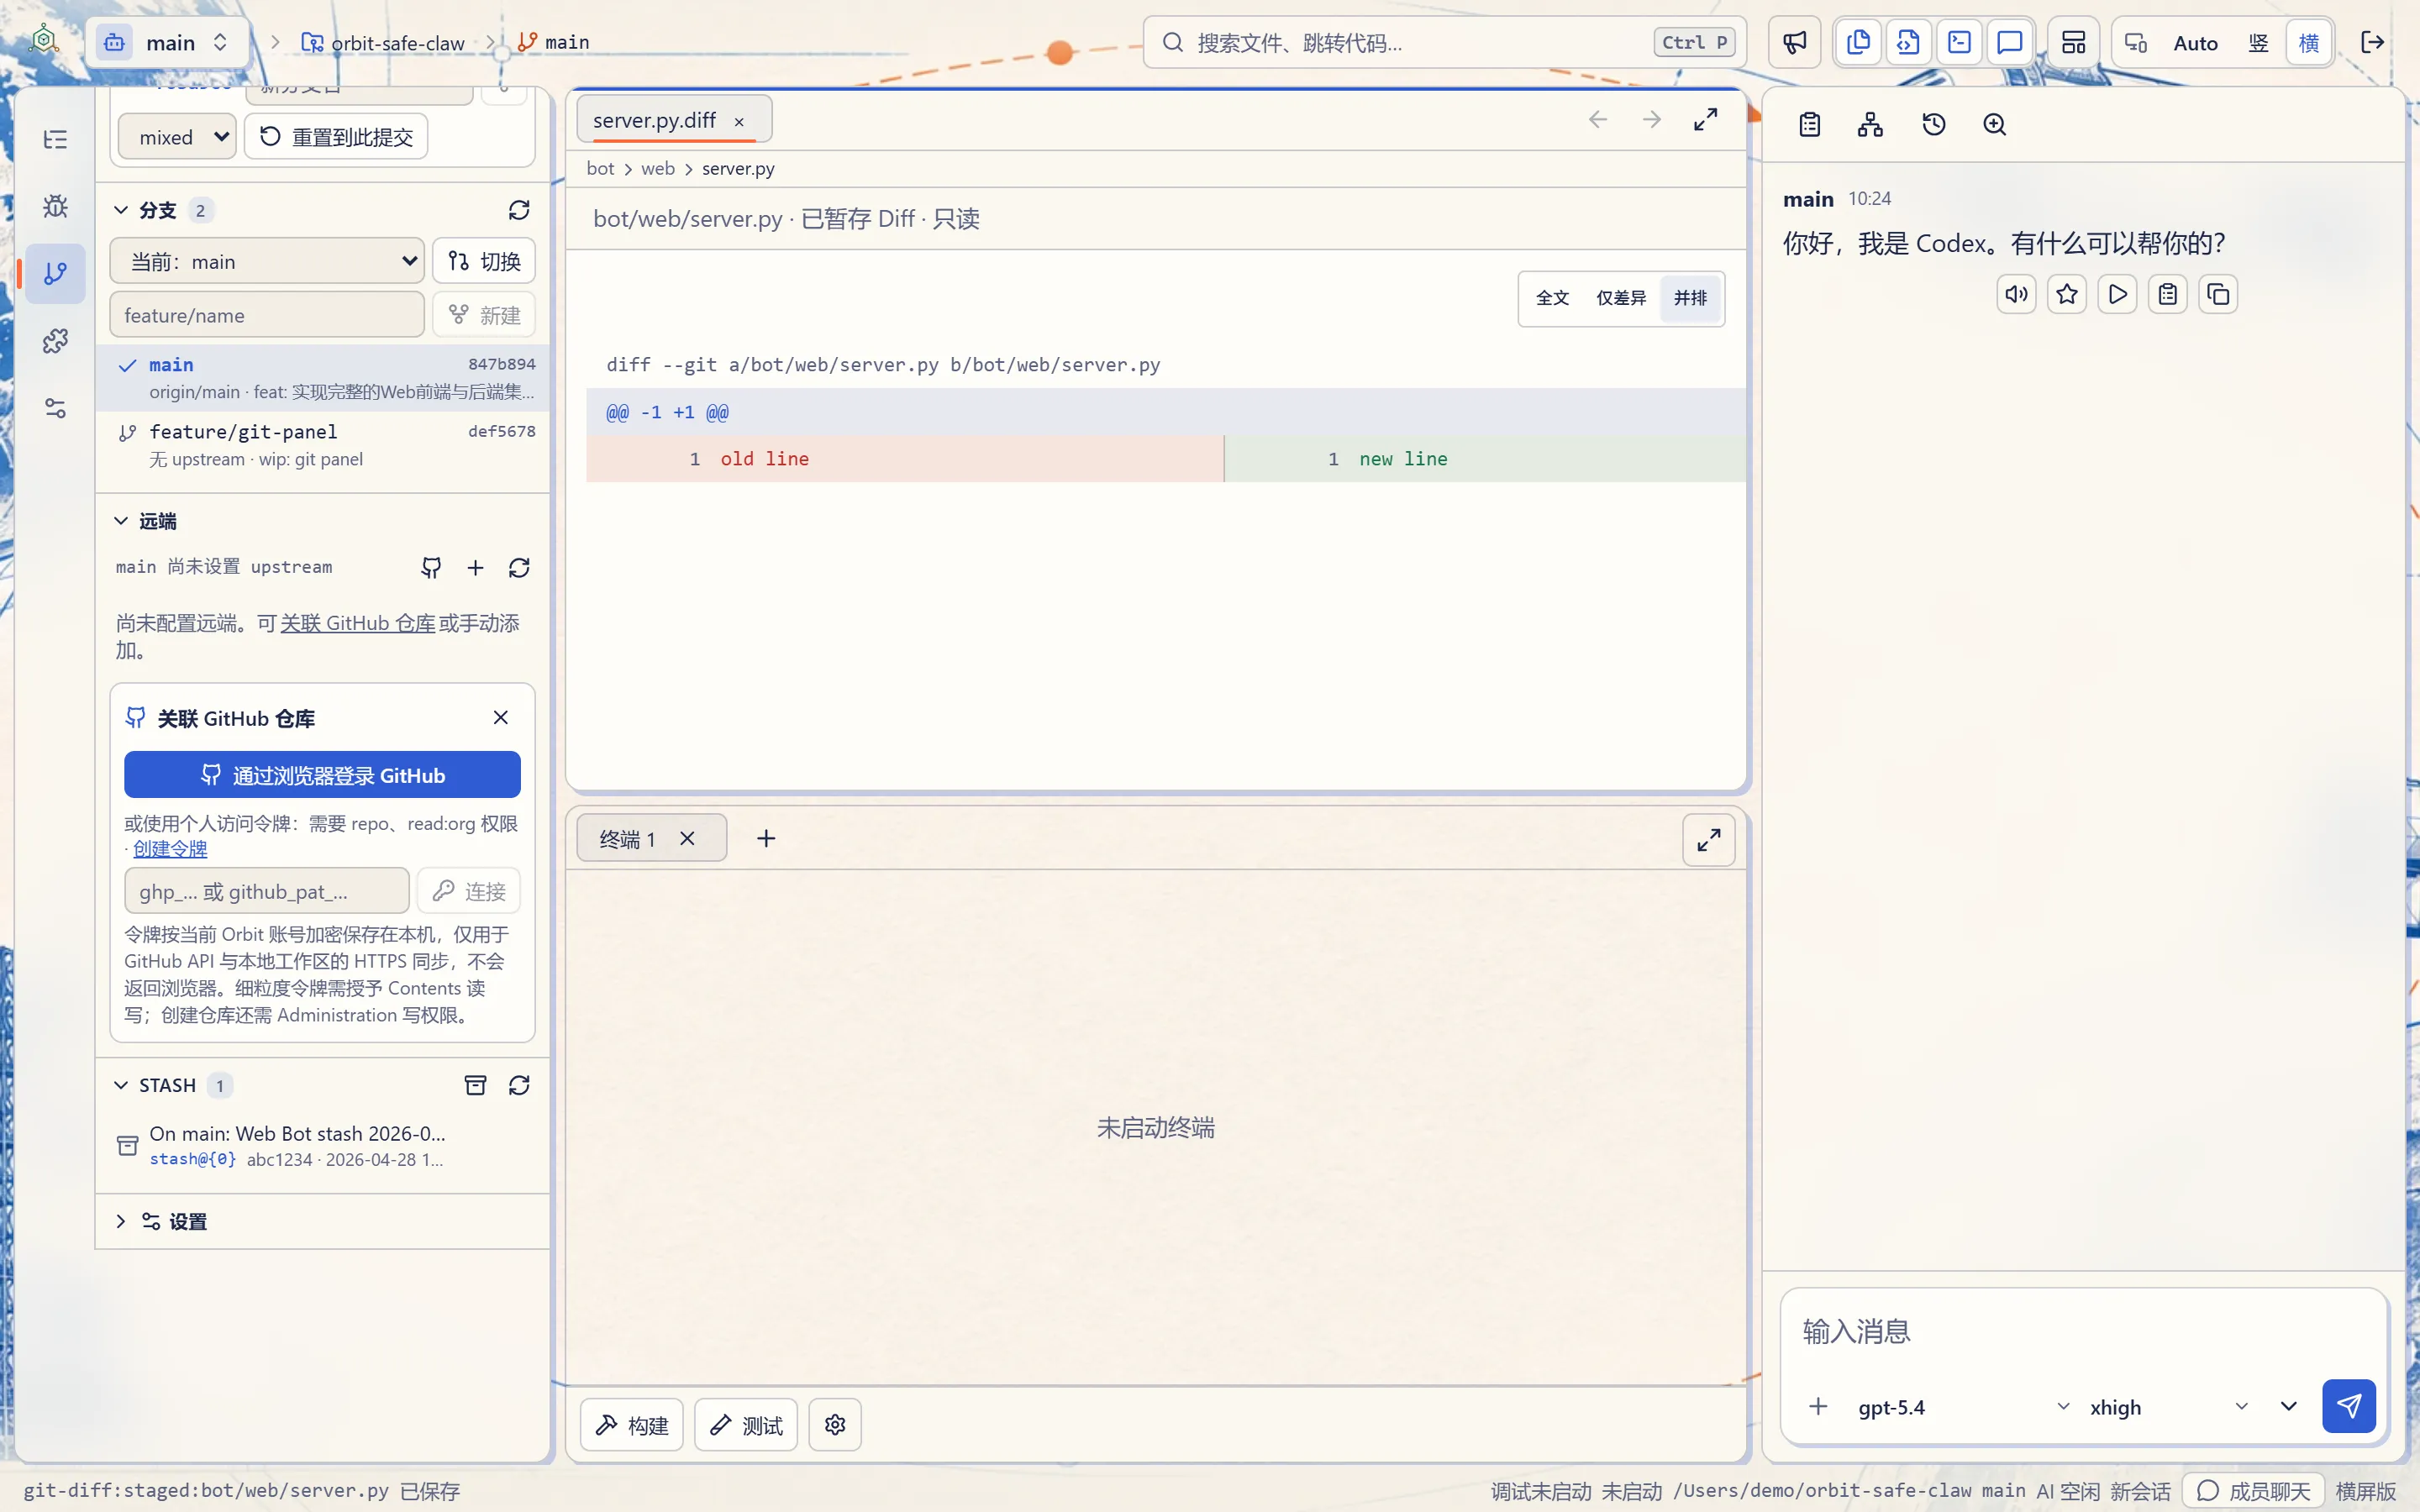 main
orbit-safe-claw
main
搜索文件、跳转代码...
Ctrl P
Auto
竖
横
mixed
重置到此提交
分支 2
当前：main
切换
feature/name
新建
main 847b894
origin/main · feat: 实现完整的Web前端与后端集...
feature/git-panel def5678
无 upstream · wip: git panel
远端
main 尚未设置 upstream
尚未配置远端。可 关联 GitHub 仓库 或手动添
加。
关联 GitHub 仓库
通过浏览器登录 GitHub
或使用个人访问令牌：需要 repo、read:org 权限
· 创建令牌
ghp_... 或 github_pat_...
连接
令牌按当前 Orbit 账号加密保存在本机，仅用于
GitHub API 与本地工作区的 HTTPS 同步，不会
返回浏览器。细粒度令牌需授予 Contents 读
写；创建仓库还需 Administration 写权限。
STASH 1
On main: Web Bot stash 2026-0...
stash@{0} abc1234 · 2026-04-28 1...
设置
server.py.diff
bot > web > server.py
bot/web/server.py · 已暂存 Diff · 只读
全文
仅差异
并排
diff --git a/bot/web/server.py b/bot/web/server.py
@@ -1 +1 @@
1 old line
1 new line
终端 1
未启动终端
构建
测试
main 10:24
你好，我是 Codex。有什么可以帮你的？
输入消息
gpt-5.4
xhigh
git-diff:staged:bot/web/server.py 已保存
调试未启动 未启动 /Users/demo/orbit-safe-claw main AI 空闲 新会话
成员聊天
横屏版